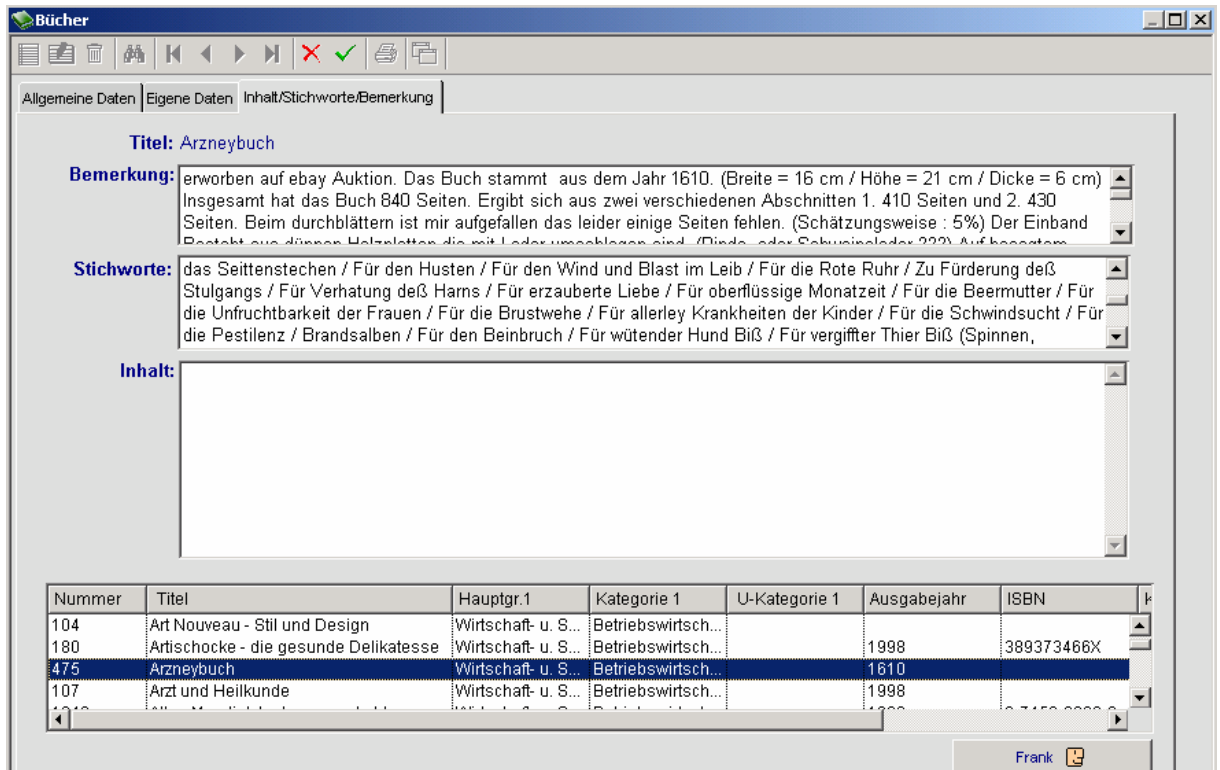 Bücher
Allgemeine Daten Eigene Daten Inhalt/Stichworte/Bemerkung
Titel: Arzneybuch
Bemerkung: erworben auf ebay Auktion. Das Buch stammt aus dem Jahr 1610. (Breite = 16 cm / Höhe = 21 cm / Dicke = 6 cm)
Insgesamt hat das Buch 840 Seiten. Ergibt sich aus zwei verschiedenen Abschnitten 1. 410 Seiten und 2. 430
Seiten. Beim durchblättern ist mir aufgefallen das leider einige Seiten fehlen. (Schätzungsweise : 5%) Der Einband
Stichworte: das Seittenstechen / Für den Husten / Für den Wind und Blast im Leib / Für die Rote Ruhr / Zu Fürderung deß
Stulgangs / Für Verhatung deß Harns / Für erzauberte Liebe / Für oberflüssige Monatzeit / Für die Beermutter / Für
die Unfruchtbarkeit der Frauen / Für die Brustwehe / Für allerley Krankheiten der Kinder / Für die Schwindsucht / Für
die Pestilenz / Brandsalben / Für den Beinbruch / Für wütender Hund Biß / Für vergiffter Thier Biß (Spinnen,
Inhalt:
Nummer Titel Hauptgr.1 Kategorie 1 U-Kategorie 1 Ausgabejahr ISBN
104 Art Nouveau - Stil und Design Wirtschaft- u. S... Betriebswirtsch...
180 Artischocke - die gesunde Delikatesse Wirtschaft- u. S... Betriebswirtsch... 1998 389373466X
475 Arzneybuch Wirtschaft- u. S... Betriebswirtsch... 1610
107 Arzt und Heilkunde Wirtschaft- u. S... Betriebswirtsch... 1998
Frank